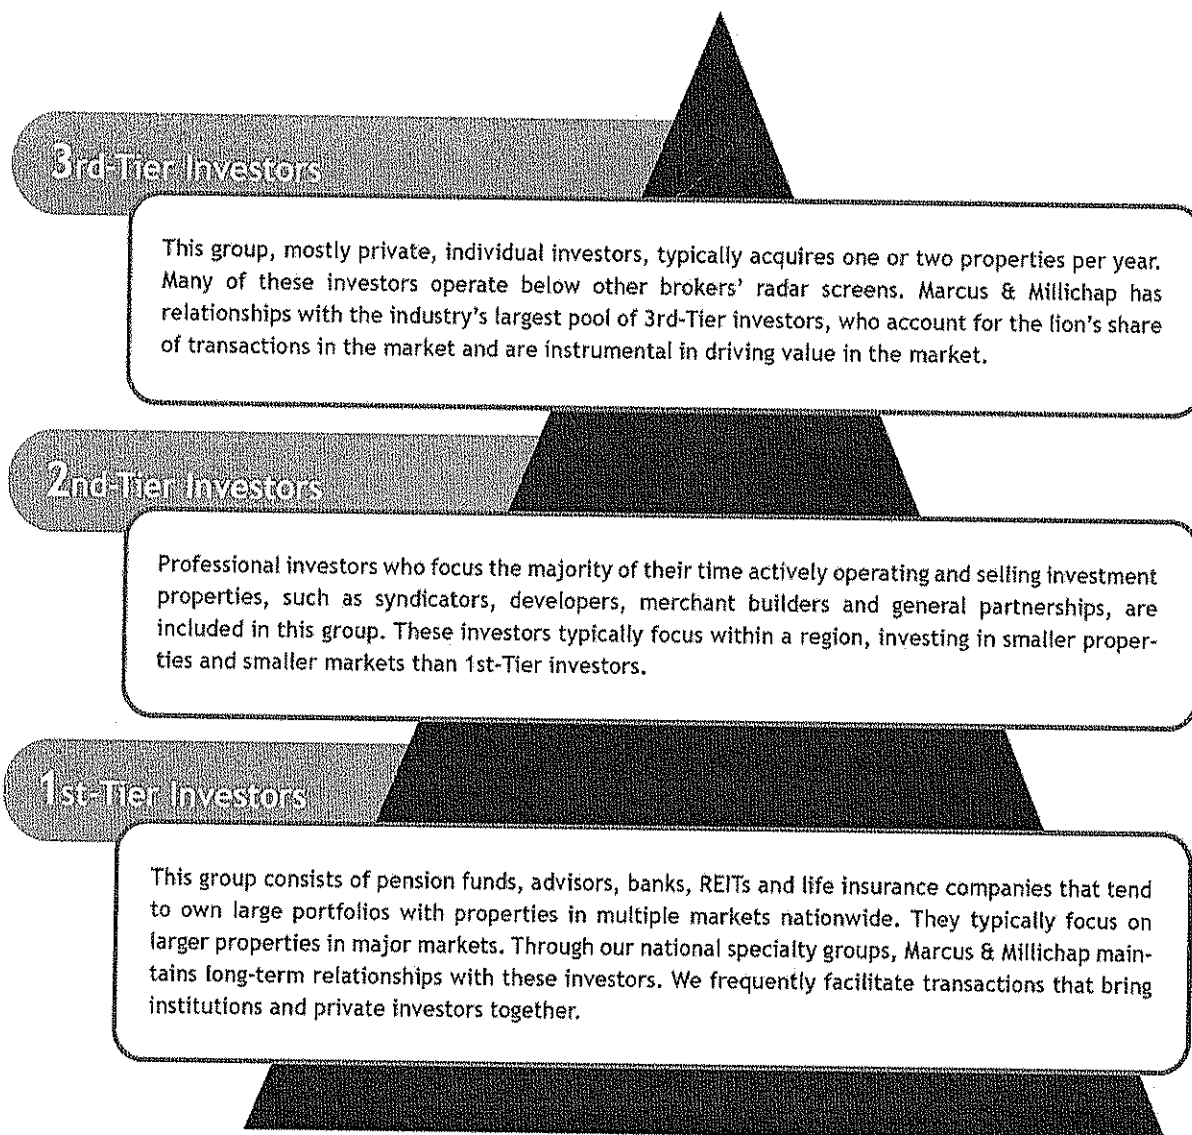 3rd-Tier Investors
This group, mostly private, individual investors, typically acquires one or two properties per year.
Many of these investors operate below other brokers' radar screens. Marcus & Millichap has
relationships with the industry's largest pool of 3rd-Tier investors, who account for the lion's share
of transactions in the market and are instrumental in driving value in the market.
2nd-Tier Investors
Professional investors who focus the majority of their time actively operating and selling investment
properties, such as syndicators, developers, merchant builders and general partnerships, are
included in this group. These investors typically focus within a region, investing in smaller proper-
ties and smaller markets than 1st-Tier investors.
1st-Tier Investors
This group consists of pension funds, advisors, banks, REITs and life insurance companies that tend
to own large portfolios with properties in multiple markets nationwide. They typically focus on
larger properties in major markets. Through our national specialty groups, Marcus & Millichap main-
tains long-term relationships with these investors. We frequently facilitate transactions that bring
institutions and private investors together.